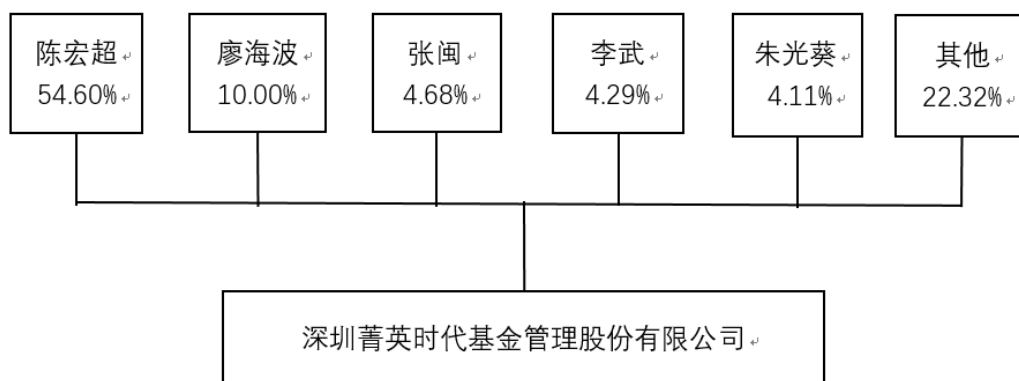 陈宏超
54.60%
廖海波
10.00%
张闽
4.68%
李武
4.29%
朱光葵
4.11%
其他
22.32%
深圳菁英时代基金管理股份有限公司